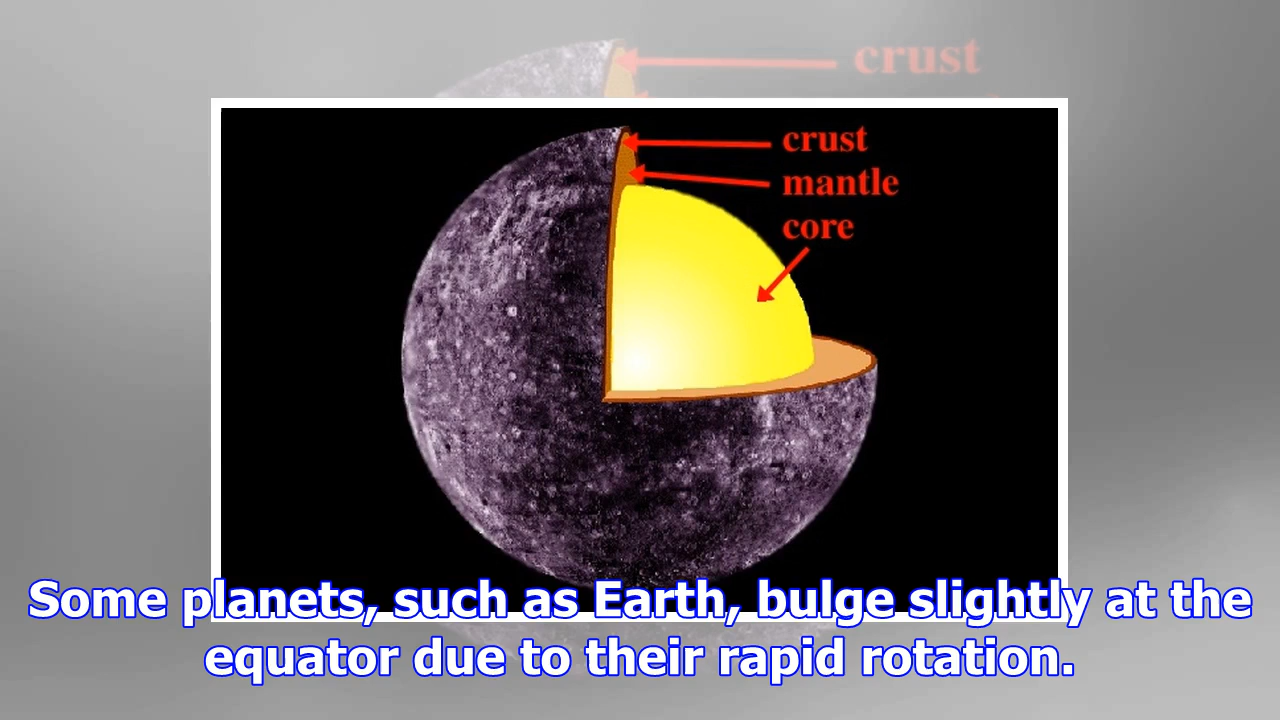 crust
crust
mantle
core
Some planets, such as Earth, bulge slightly at the
equator due to their rapid rotation.